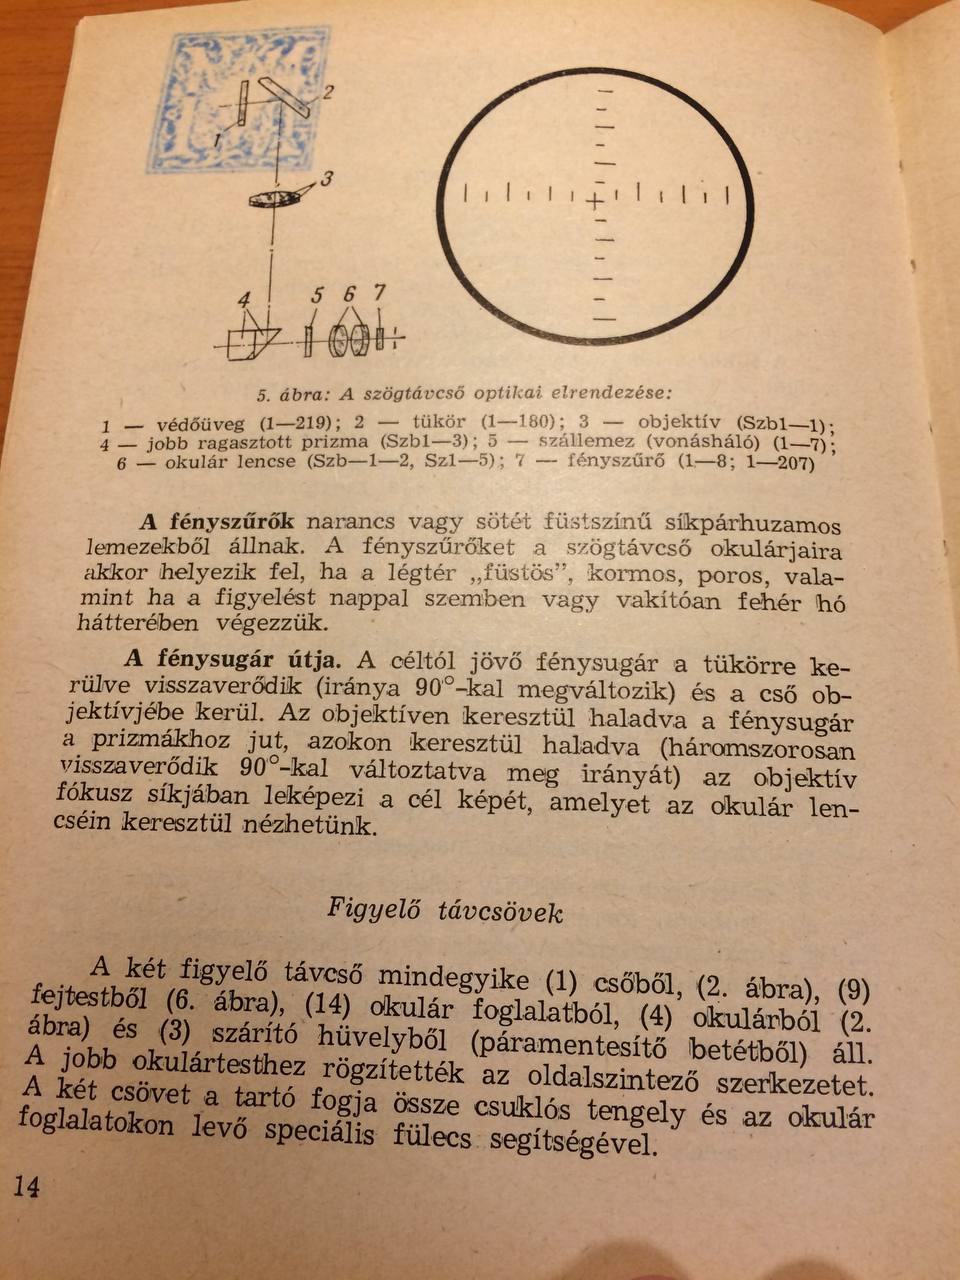 1
2
3
4
5 6 7
5. ábra: A szögtávcső optikai elrendezése:
1 — védőüveg (1—219); 2 — tükör (1—180); 3 — objektív (Szb1—1);
4 — jobb ragasztott prizma (Szb1—3); 5 — szállemez (vonásháló) (1—7);
6 — okulár lencse (Szb—1—2, Sz1—5); 7 — fényszűrő (1—8; 1—207)
A fényszűrők narancs vagy sötét füstszínű síkpárhuzamos
lemezekből állnak. A fényszűrőket a szögtávcső okulárjaira
akkor helyezik fel, ha a légtér „füstös”, kormos, poros, vala-
mint ha a figyelést nappal szemben vagy vakítóan fehér hó
hátterében végezzük.
A fénysugár útja. A céltól jövő fénysugár a tükörre ke-
rülve visszaverődik (iránya 90°-kal megváltozik) és a cső ob-
jektívjébe kerül. Az objektíven keresztül haladva a fénysugár
a prizmákhoz jut, azokon keresztül haladva (háromszorosan
visszaverődik 90°-kal változtatva meg irányát) az objektív
fókusz síkjában leképezi a cél képét, amelyet az okulár len-
cséin keresztül nézhetünk.
Figyelő távcsövek
A két figyelő távcső mindegyike (1) csőből, (2. ábra), (9)
fejtestből (6. ábra), (14) okulár foglalatból, (4) okulárból (2.
ábra) és (3) szárító hüvelyből (páramentesítő betétből) áll.
A jobb okulártesthez rögzítették az oldalszintező szerkezetet.
A két csövet a tartó fogja össze csuklós tengely és az okulár
foglalatokon levő speciális fülecs segítségével.
14